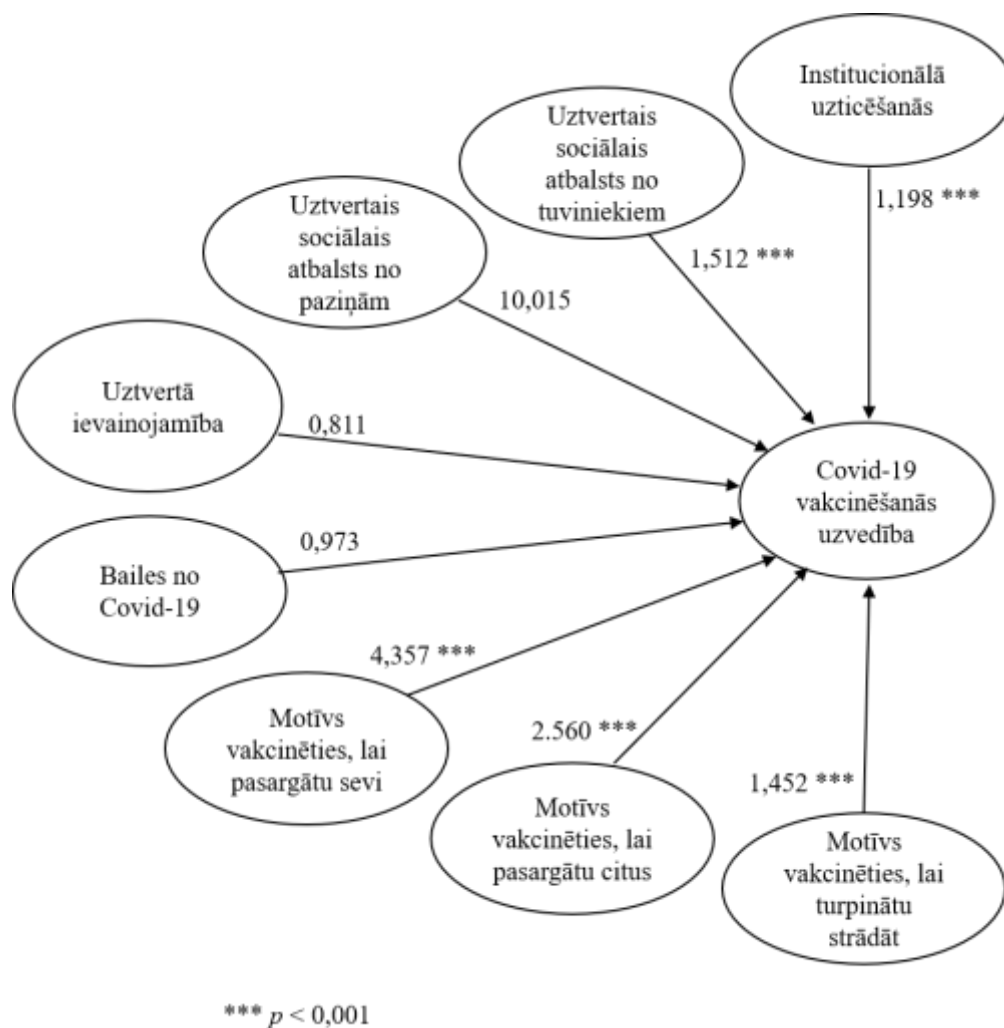 Institucionālā
uzticēšanās
1,198 ***
Uztvertais
sociālais
atbalsts no
tuviniekiem
1,512 ***
Uztvertais
sociālais
atbalsts no
paziņām
10,015
Uztvertā
ievainojamība
0,811
Covid-19
vakcinēšanās
uzvedība
Bailes no
Covid-19
0,973
Motīvs
vakcinēties, lai
pasargātu sevi
4,357 ***
Motīvs
vakcinēties, lai
pasargātu citus
2.560 ***
Motīvs
vakcinēties, lai
turpinātu
strādāt
1,452 ***
*** p < 0,001